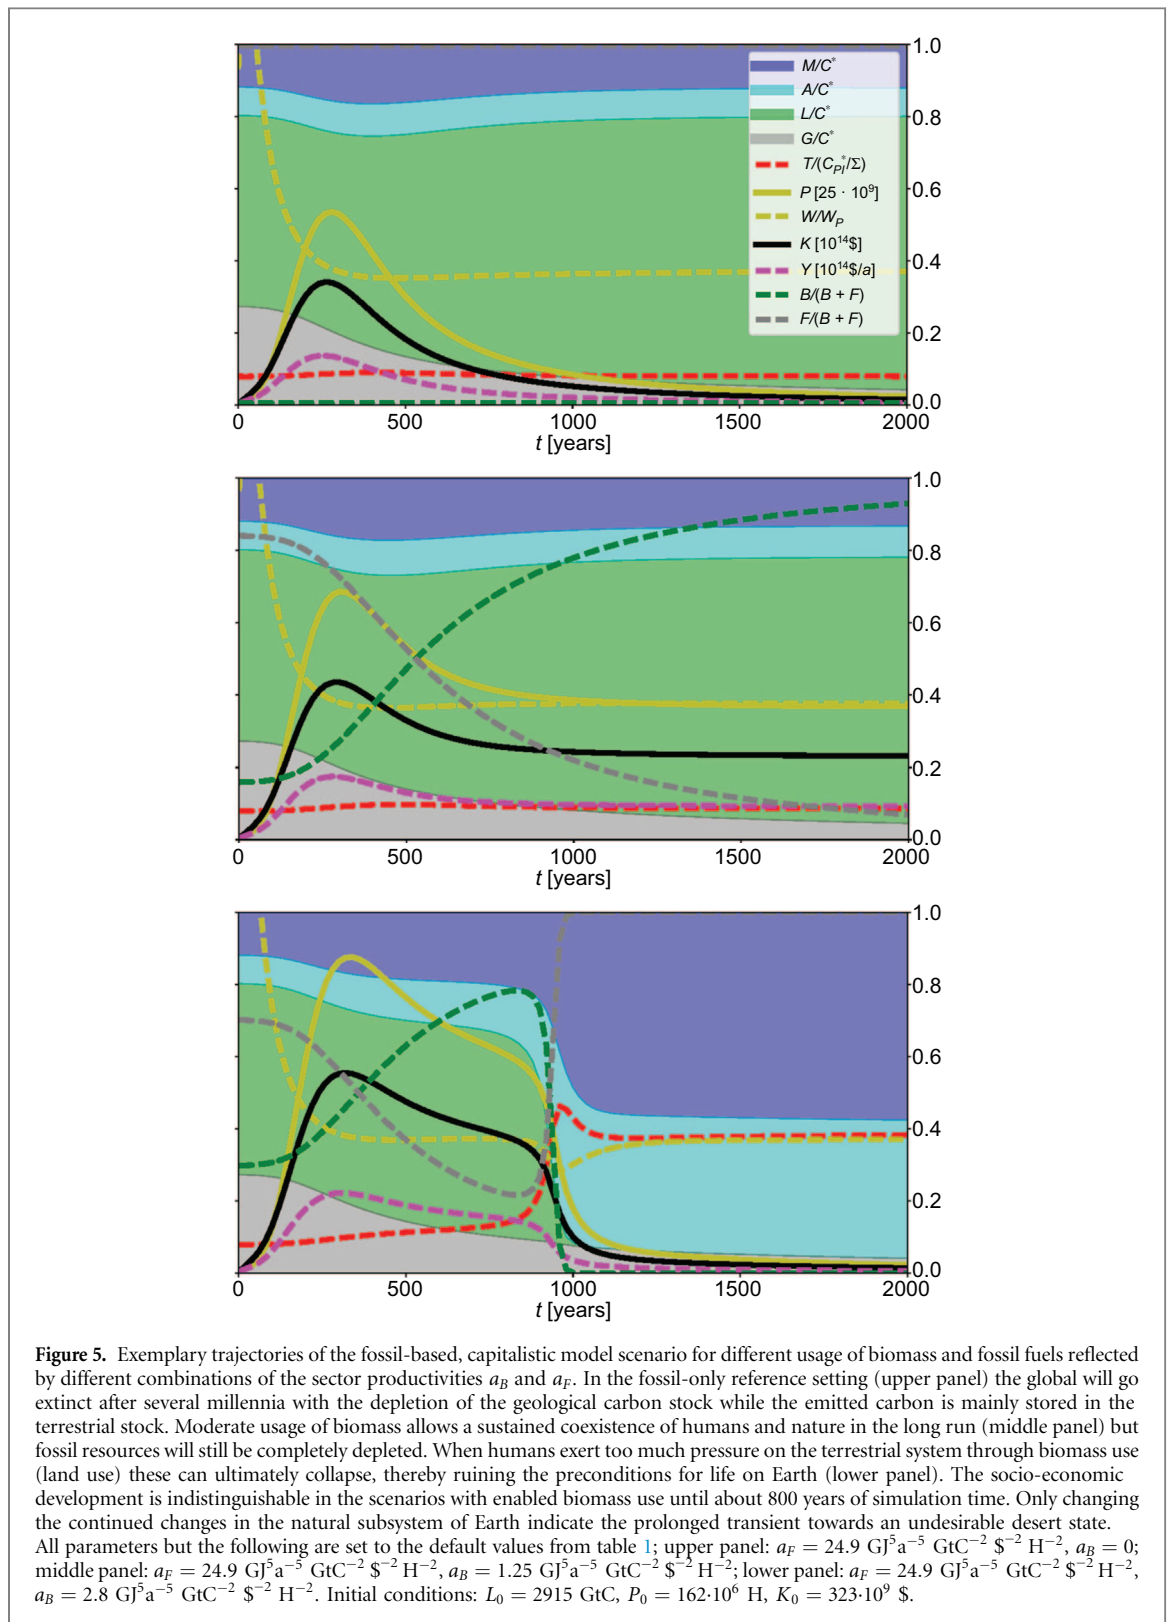 1.0
M/C*
A/C*
0.8
L/C*
G/C*
T/(C*PI/Σ)
0.6
P [25 · 10⁹]
W/WP
K [10¹⁴$]
0.4
Y [10¹⁴$/a]
B/(B + F)
F/(B + F)
0.2
0.0
0 500 1000 1500 2000
t [years]
1.0
0.8
0.6
0.4
0.2
0.0
0 500 1000 1500 2000
t [years]
1.0
0.8
0.6
0.4
0.2
0.0
0 500 1000 1500 2000
t [years]
Figure 5. Exemplary trajectories of the fossil-based, capitalistic model scenario for different usage of biomass and fossil fuels reflected
by different combinations of the sector productivities aB and aF. In the fossil-only reference setting (upper panel) the global will go
extinct after several millennia with the depletion of the geological carbon stock while the emitted carbon is mainly stored in the
terrestrial stock. Moderate usage of biomass allows a sustained coexistence of humans and nature in the long run (middle panel) but
fossil resources will still be completely depleted. When humans exert too much pressure on the terrestrial system through biomass use
(land use) these can ultimately collapse, thereby ruining the preconditions for life on Earth (lower panel). The socio-economic
development is indistinguishable in the scenarios with enabled biomass use until about 800 years of simulation time. Only changing
the continued changes in the natural subsystem of Earth indicate the prolonged transient towards an undesirable desert state.
All parameters but the following are set to the default values from table 1; upper panel: aF = 24.9 GJ⁵a⁻⁵ GtC⁻² $⁻² H⁻², aB = 0;
middle panel: aF = 24.9 GJ⁵a⁻⁵ GtC⁻² $⁻² H⁻², aB = 1.25 GJ⁵a⁻⁵ GtC⁻² $⁻² H⁻²; lower panel: aF = 24.9 GJ⁵a⁻⁵ GtC⁻² $⁻² H⁻²,
aB = 2.8 GJ⁵a⁻⁵ GtC⁻² $⁻² H⁻². Initial conditions: L0 = 2915 GtC, P0 = 162·10⁶ H, K0 = 323·10⁹ $.